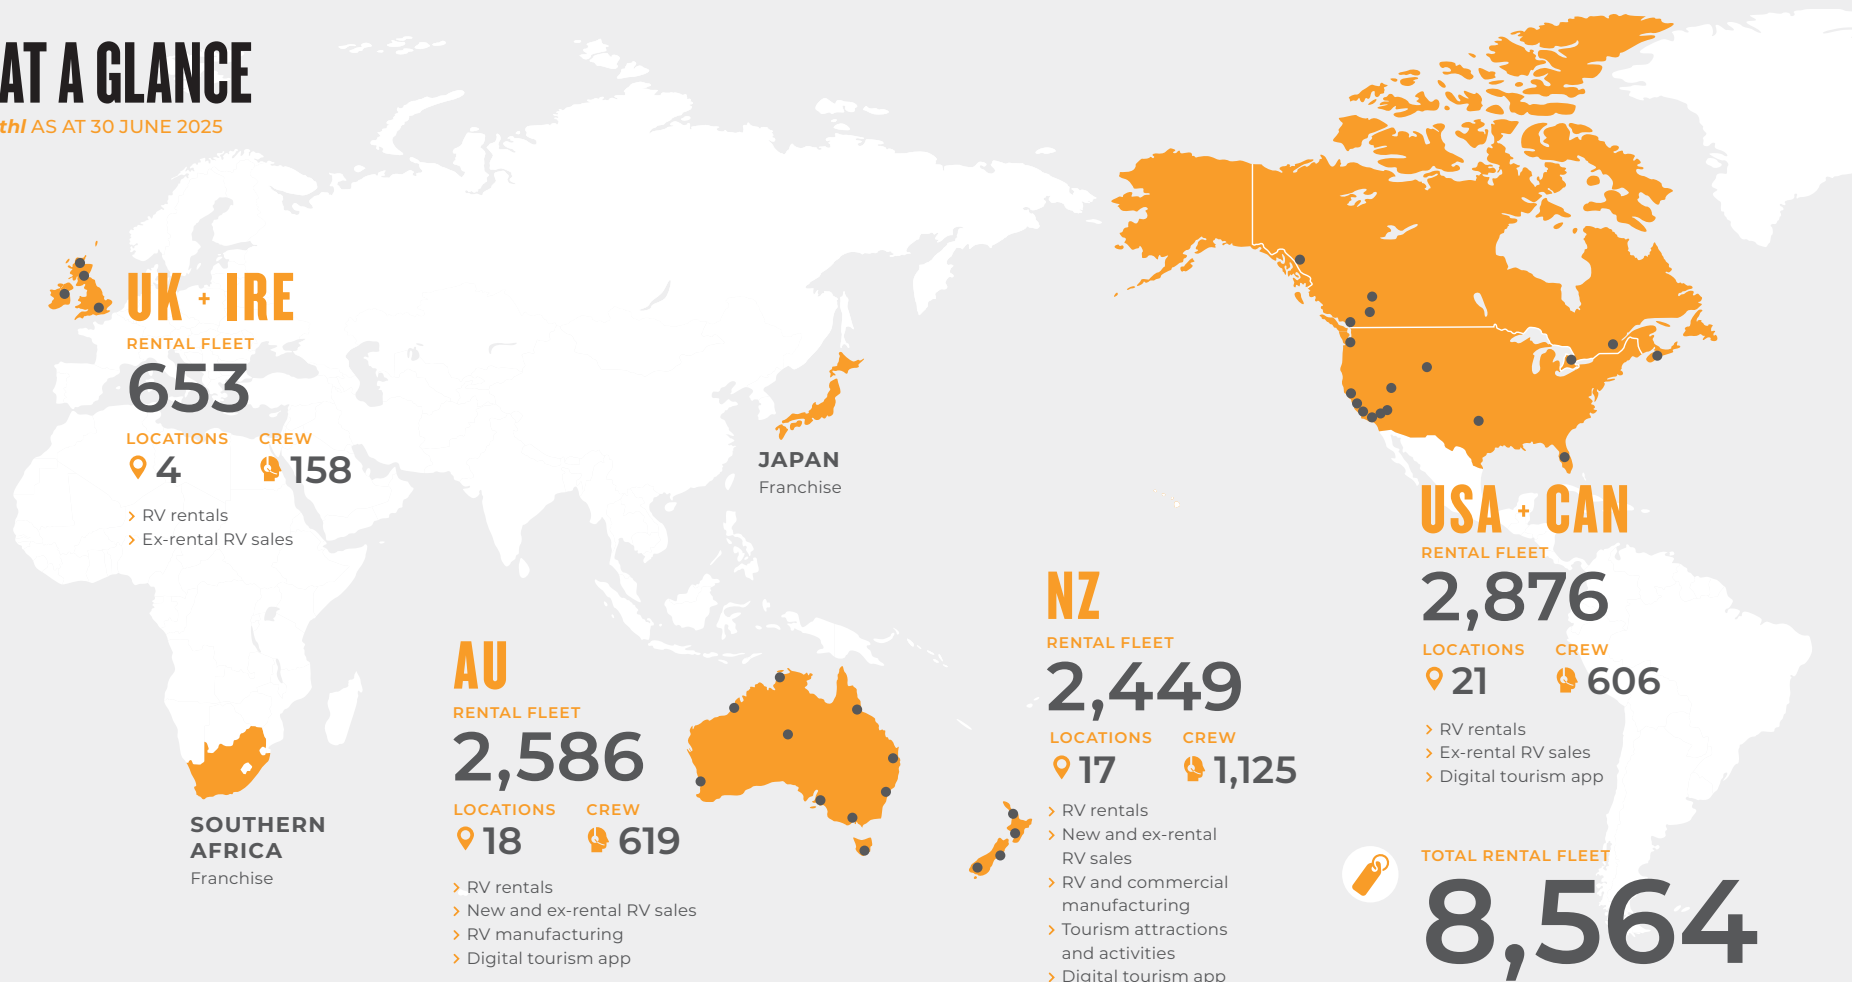 AT A GLANCE
thl AS AT 30 JUNE 2025
UK + IRE
RENTAL FLEET
653
LOCATIONS CREW
4 158
RV rentals
Ex-rental RV sales
JAPAN
Franchise
SOUTHERN
AFRICA
Franchise
AU
RENTAL FLEET
2,586
LOCATIONS CREW
18 619
RV rentals
New and ex-rental RV sales
RV manufacturing
Digital tourism app
NZ
RENTAL FLEET
2,449
LOCATIONS CREW
17 1,125
RV rentals
New and ex-rental
RV sales
RV and commercial
manufacturing
Tourism attractions
and activities
Digital tourism app
USA + CAN
RENTAL FLEET
2,876
LOCATIONS CREW
21 606
RV rentals
Ex-rental RV sales
Digital tourism app
TOTAL RENTAL FLEET
8,564